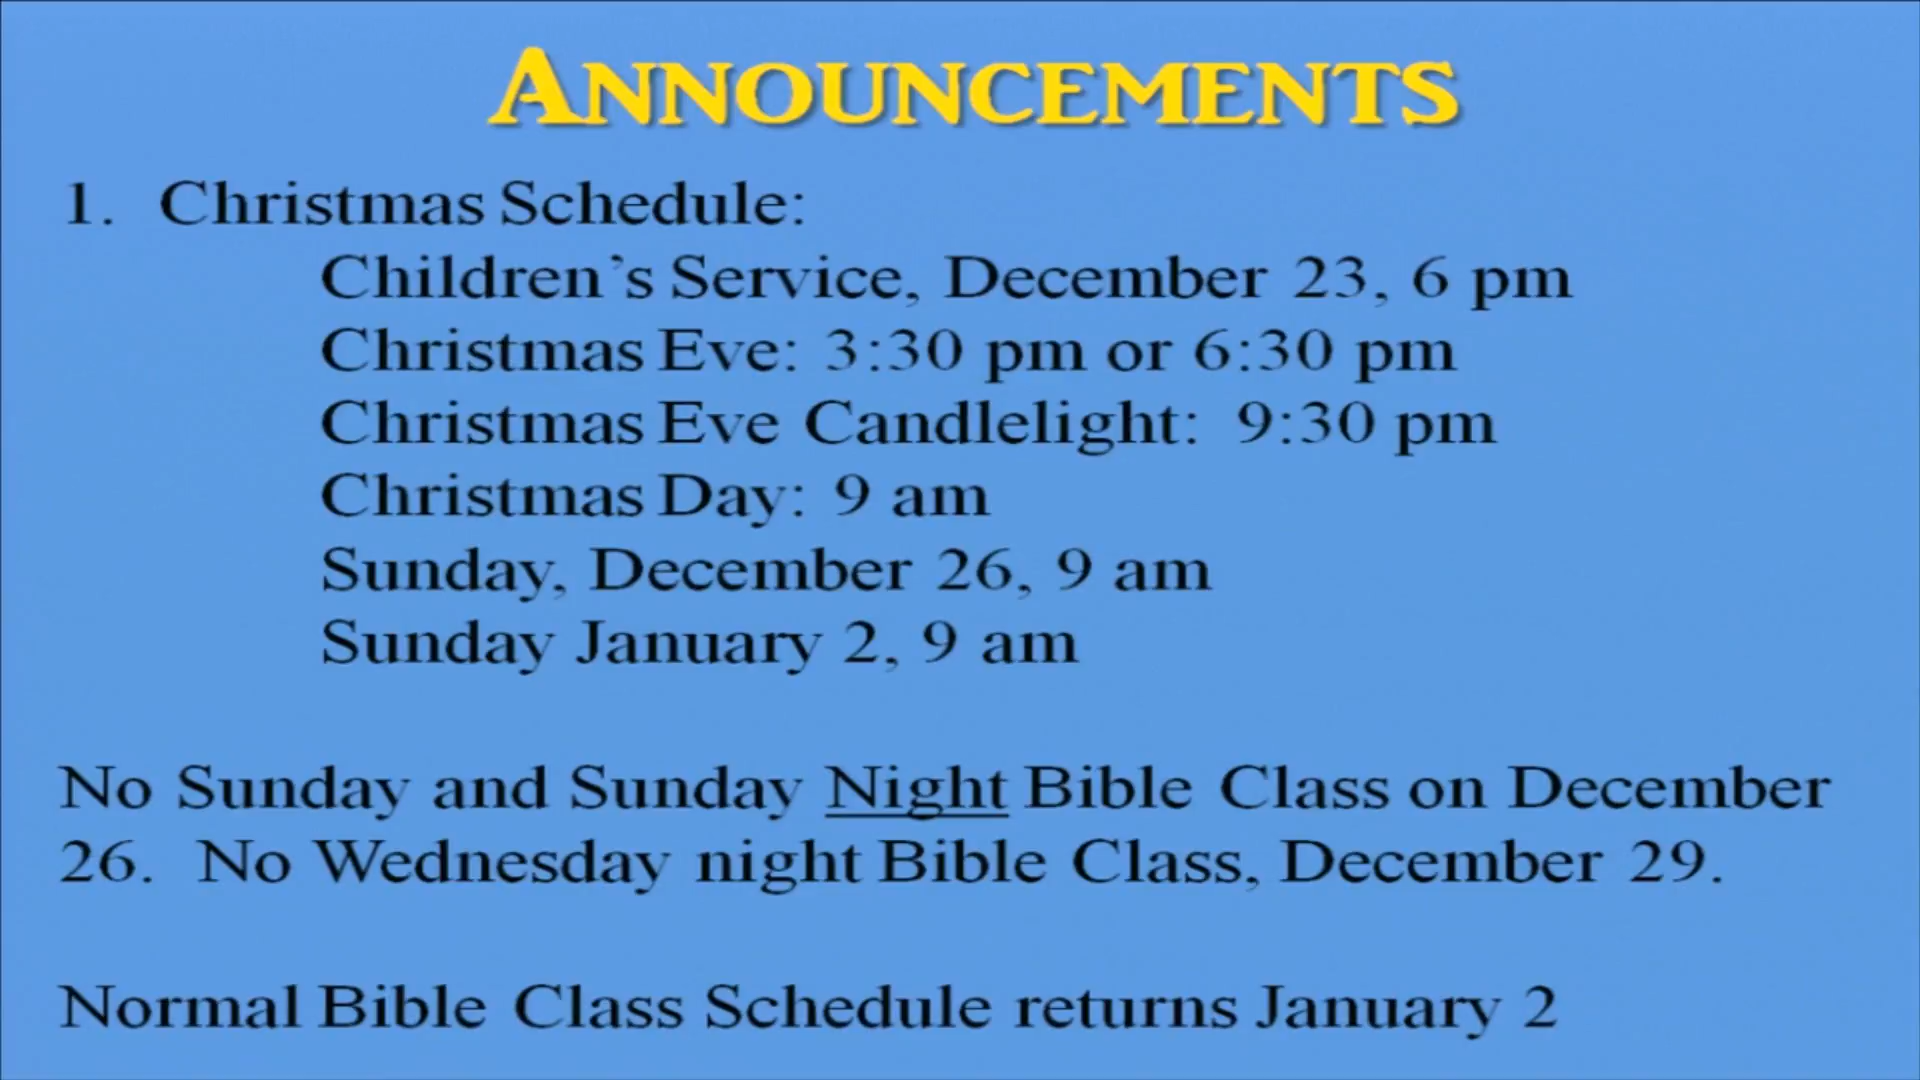 ANNOUNCEMENTS
1. Christmas Schedule:
Children's Service, December 23, 6 pm
Christmas Eve: 3:30 pm or 6:30 pm
Christmas Eve Candlelight: 9:30 pm
Christmas Day: 9 am
Sunday, December 26, 9 am
Sunday January 2, 9 am
No Sunday and Sunday Night Bible Class on December
26. No Wednesday night Bible Class, December 29.
Normal Bible Class Schedule returns January 2